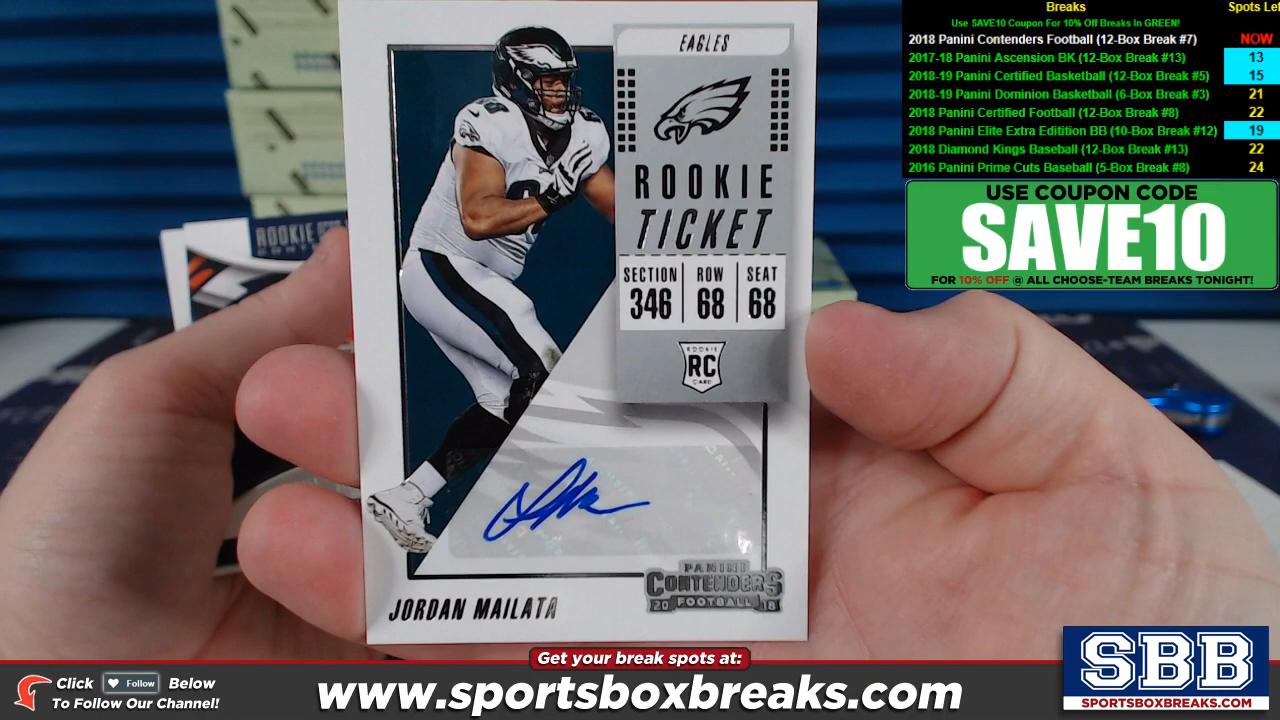 EAGLES
ROOKIE
TICKET
SECTION ROW SEAT
346 68 68
ROOKIE
RC
CARD
PANINI
CONTENDERS
20 FOOTBALL 18
JORDAN MAILATA
ROOKIE
Breaks Spots Lef
Use SAVE10 Coupon For 10% Off Breaks In GREEN!
2018 Panini Contenders Football (12-Box Break #7) NOW
2017-18 Panini Ascension BK (12-Box Break #13) 13
2018-19 Panini Certified Basketball (12-Box Break #5) 15
2018-19 Panini Dominion Basketball (6-Box Break #3) 21
2018 Panini Certified Football (12-Box Break #8) 22
2018 Panini Elite Extra Edition BB (10-Box Break #12) 19
2018 Diamond Kings Baseball (12-Box Break #13) 22
2016 Panini Prime Cuts Baseball (5-Box Break #8) 24
USE COUPON CODE
SAVE10
FOR 10% OFF @ ALL CHOOSE-TEAM BREAKS TONIGHT!
Get your break spots at:
Click Follow Below
To Follow Our Channel!
www.sportsboxbreaks.com
SBB
SPORTSBOXBREAKS.COM